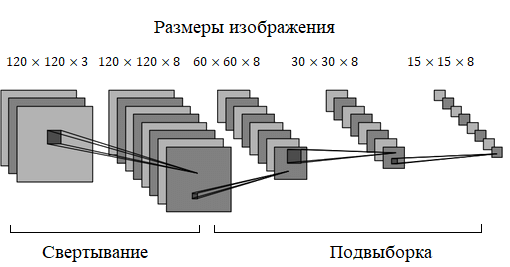 Размеры изображения
120 × 120 × 3 120 × 120 × 8 60 × 60 × 8 30 × 30 × 8 15 × 15 × 8
Свертывание Подвыборка